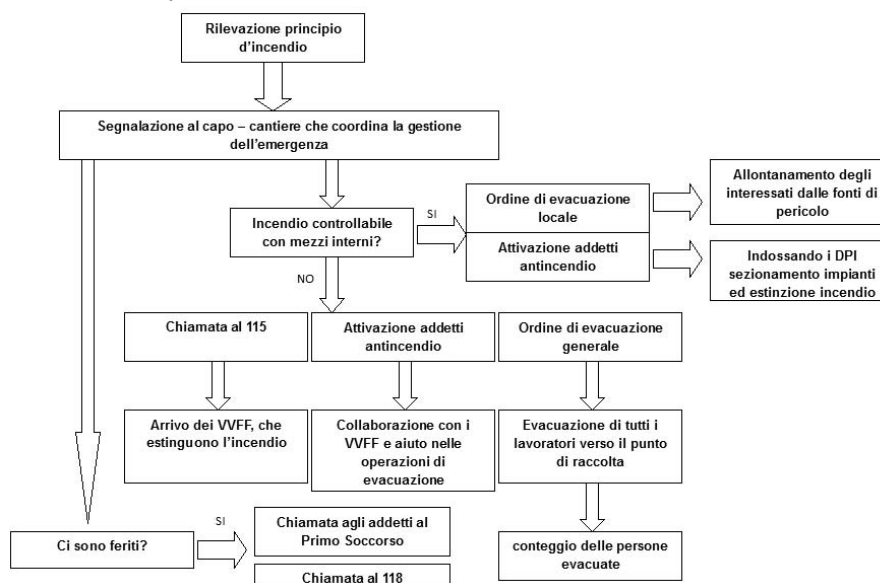 Rilevazione principio
d'incendio
Segnalazione al capo – cantiere che coordina la gestione
dell'emergenza
Incendio controllabile
con mezzi interni?
SI
Ordine di evacuazione
locale
Attivazione addetti
antincendio
Allontanamento degli
interessati dalle fonti di
pericolo
Indossando i DPI
sezionamento impianti
ed estinzione incendio
NO
Chiamata al 115
Attivazione addetti
antincendio
Ordine di evacuazione
generale
Arrivo dei VVFF, che
estinguono l'incendio
Collaborazione con i
VVFF e aiuto nelle
operazioni di
evacuazione
Evacuazione di tutti i
lavoratori verso il punto
di raccolta
Ci sono feriti?
SI
Chiamata agli addetti al
Primo Soccorso
Chiamata al 118
conteggio delle persone
evacuate